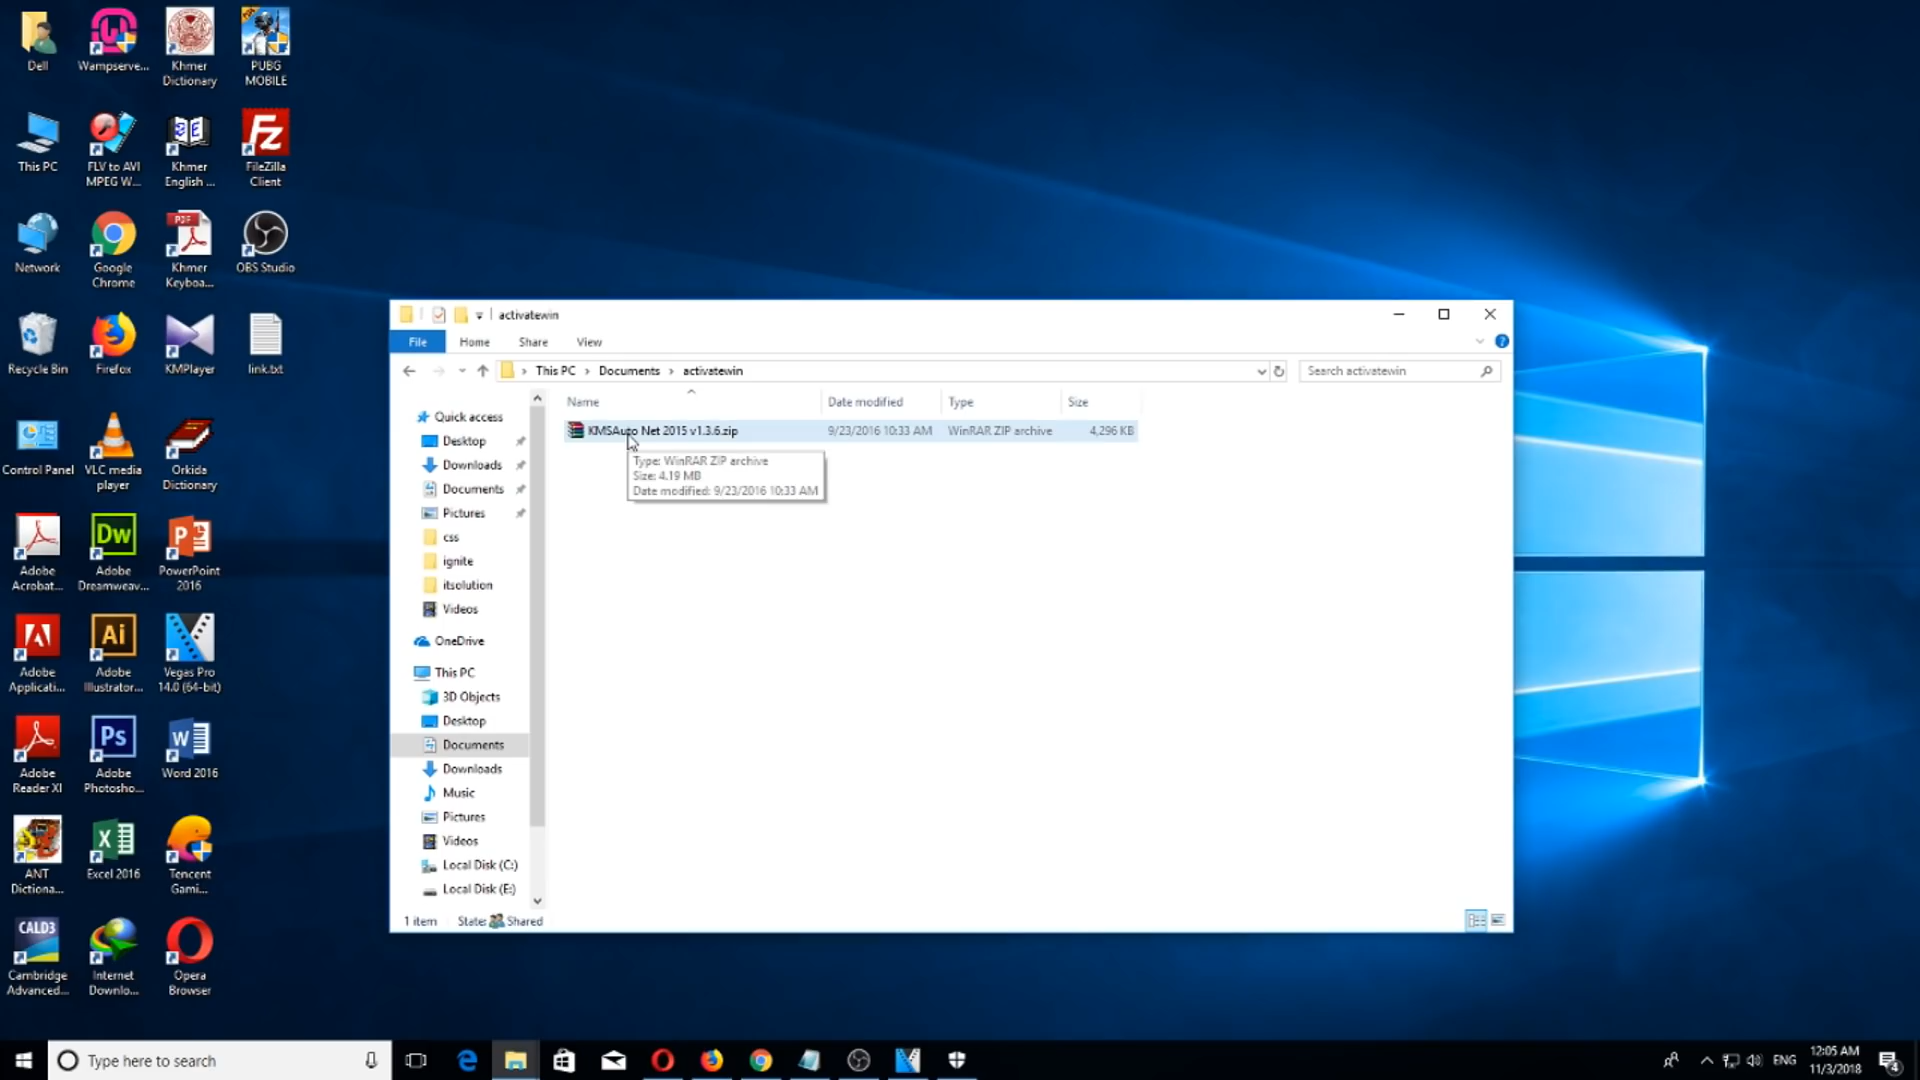 Dell
Wampserve...
Khmer
Dictionary
PUBG
MOBILE
This PC
FLV to AVI
MPEG W...
Khmer
English ...
FileZilla
Client
Network
Google
Chrome
Khmer
Keyboa...
OBS Studio
Recycle Bin
Firefox
KMPlayer
link.txt
Control Panel
VLC media
player
Orkida
Dictionary
Adobe
Acrobat...
Adobe
Dreamweav...
PowerPoint
2016
Adobe
Applicati...
Adobe
Illustrator...
Vegas Pro
14.0 (64-bit)
Adobe
Reader XI
Adobe
Photosho...
Word 2016
ANT
Dictiona...
Excel 2016
Tencent
Gami...
Cambridge
Advanced...
Internet
Downlo...
Opera
Browser
activatewin
File Home Share View
This PC › Documents › activatewin
Search activatewin
Name Date modified Type Size
KMSAuto Net 2015 v1.3.6.zip 9/23/2016 10:33 AM WinRAR ZIP archive 4,296 KB
Type: WinRAR ZIP archive
Size: 4.19 MB
Date modified: 9/23/2016 10:33 AM
Quick access
Desktop
Downloads
Documents
Pictures
css
ignite
itsolution
Videos
OneDrive
This PC
3D Objects
Desktop
Documents
Downloads
Music
Pictures
Videos
Local Disk (C:)
Local Disk (E:)
1 item State: Shared
Type here to search
ENG
12:05 AM
11/3/2018
4
Dw
Ai
Ps
CALD3
PDF